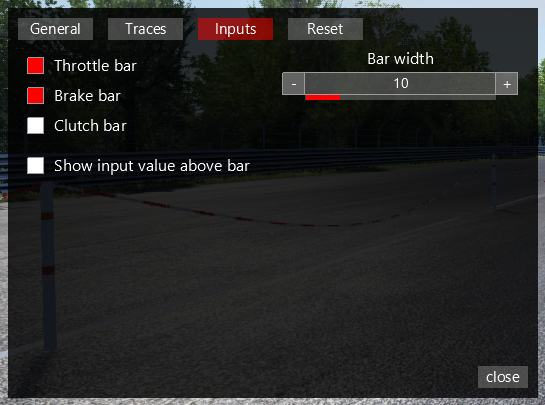 General
Traces
Inputs
Reset
Throttle bar
Brake bar
Clutch bar
Show input value above bar
Bar width
- 10 +
close